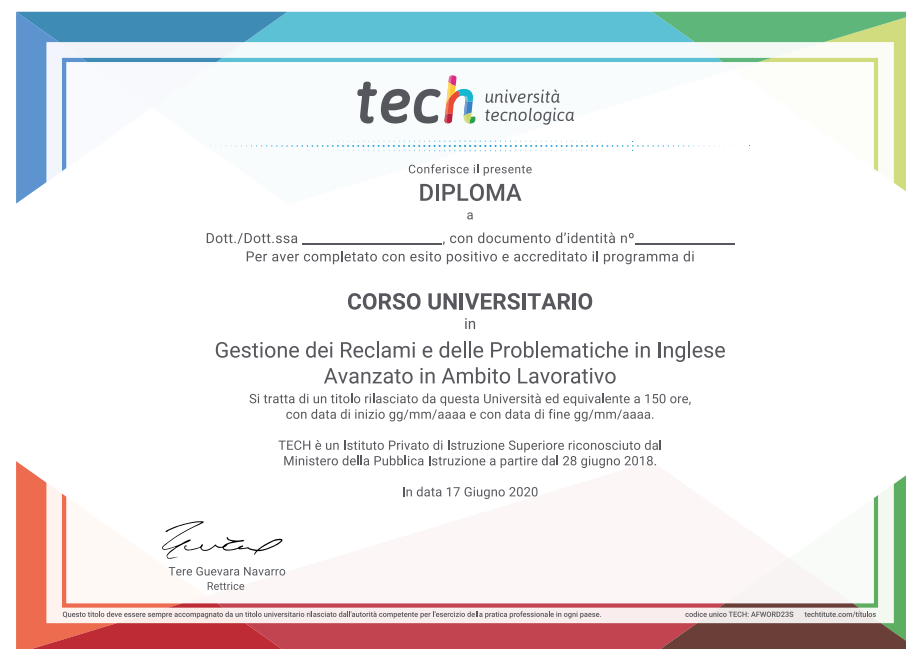 tech università
tecnologica
Conferisce il presente
DIPLOMA
a
Dott./Dott.ssa ____________________, con documento d'identità nº______________
Per aver completato con esito positivo e accreditato il programma di
CORSO UNIVERSITARIO
in
Gestione dei Reclami e delle Problematiche in Inglese
Avanzato in Ambito Lavorativo
Si tratta di un titolo rilasciato da questa Università ed equivalente a 150 ore,
con data di inizio gg/mm/aaaa e con data di fine gg/mm/aaaa.
TECH è un Istituto Privato di Istruzione Superiore riconosciuto dal
Ministero della Pubblica Istruzione a partire dal 28 giugno 2018.
In data 17 Giugno 2020
Tere Guevara Navarro
Rettrice
Questo titolo deve essere sempre accompagnato da un titolo universitario rilasciato dall'autorità competente per l'esercizio della pratica professionale in ogni paese. codice unico TECH: AFWORD23S techtitute.com/titulos